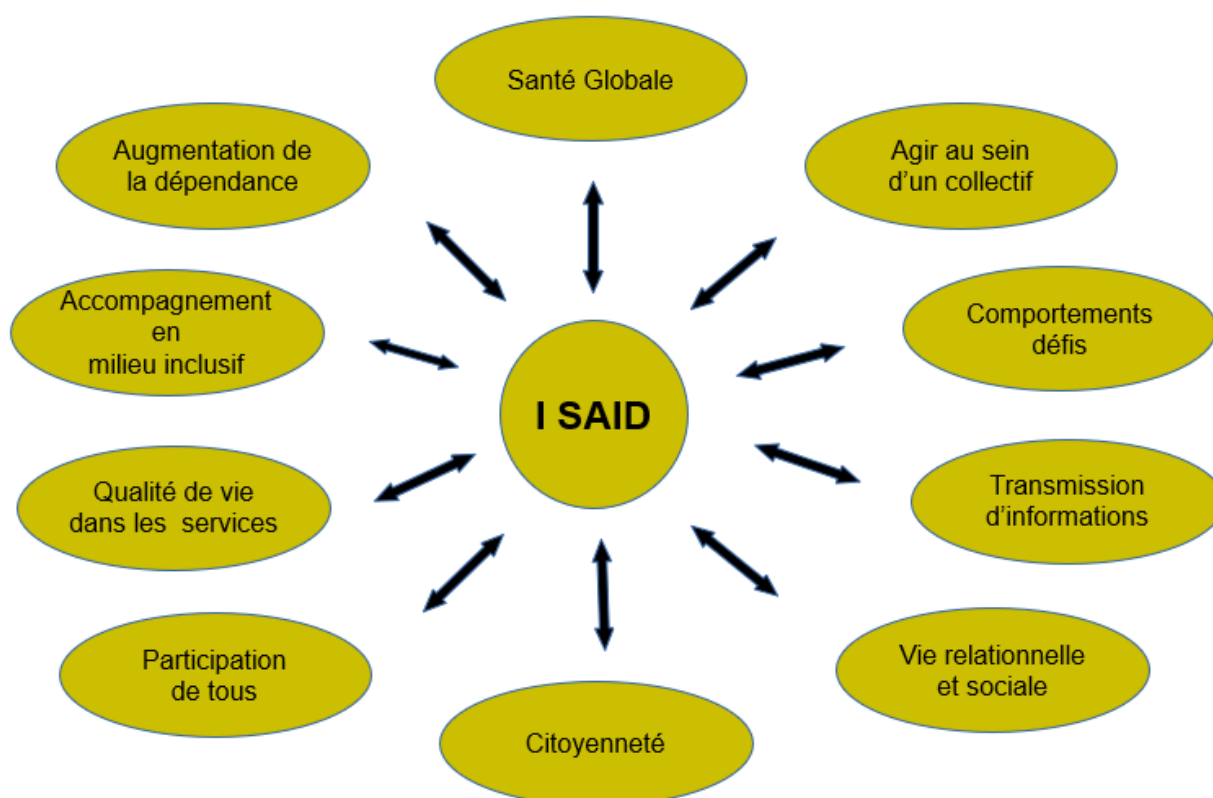 Santé Globale
Augmentation de
la dépendance
Agir au sein
d’un collectif
Accompagnement
en
milieu inclusif
Comportements
défis
I SAID
Qualité de vie
dans les  services
Transmission
d’informations
Participation
de tous
Vie relationnelle
et sociale
Citoyenneté